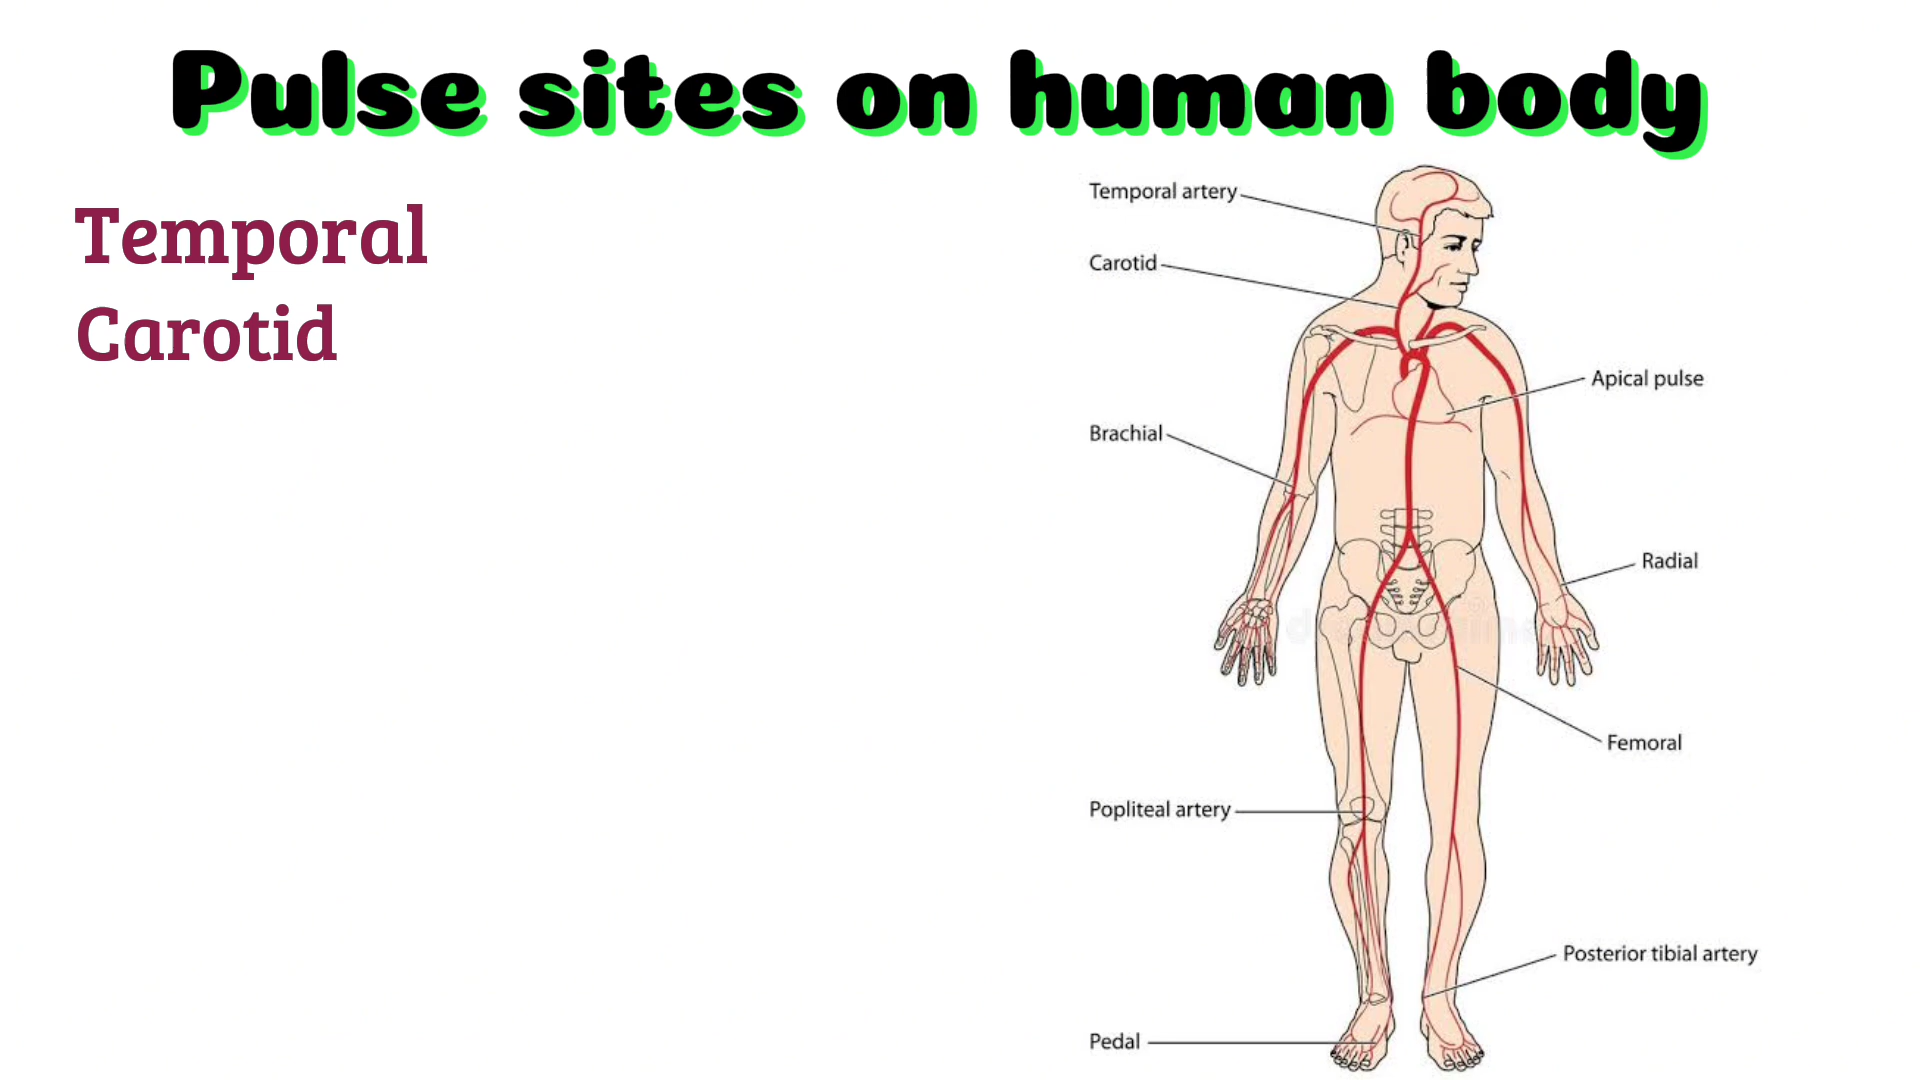 Pulse sites on human body
Temporal
Carotid
Temporal artery
Carotid
Apical pulse
Brachial
Radial
Femoral
Popliteal artery
Posterior tibial artery
Pedal